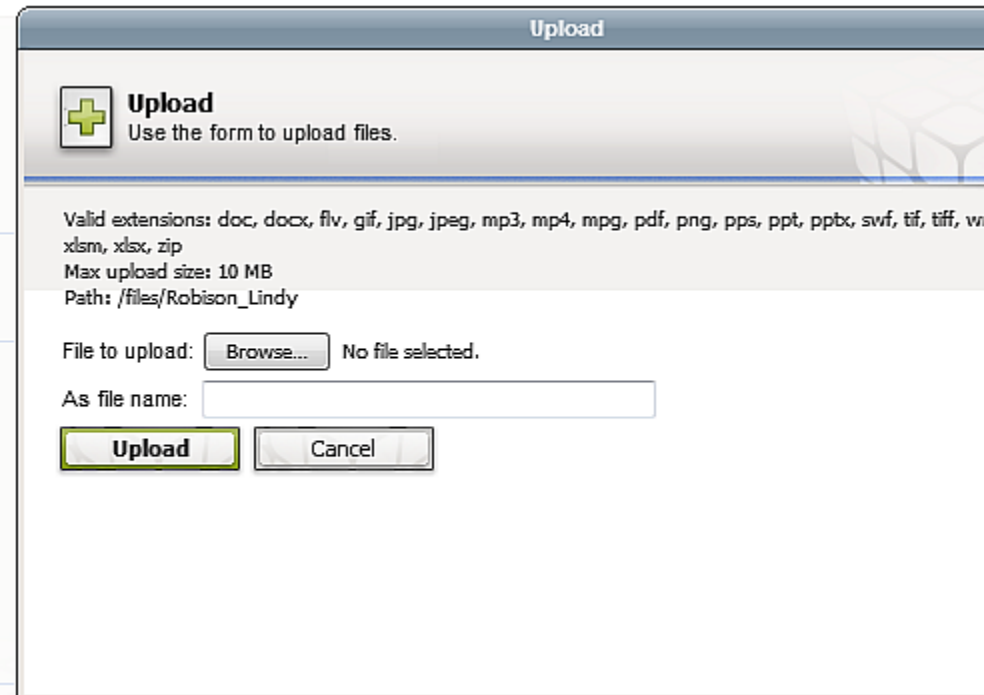 Upload
Upload
Use the form to upload files.
Valid extensions: doc, docx, flv, gif, jpg, jpeg, mp3, mp4, mpg, pdf, png, pps, ppt, pptx, swf, tif, tiff,
xlsm, xlsx, zip
Max upload size: 10 MB
Path: /files/Robison_Lindy
File to upload: Browse... No file selected.
As file name:
Upload Cancel